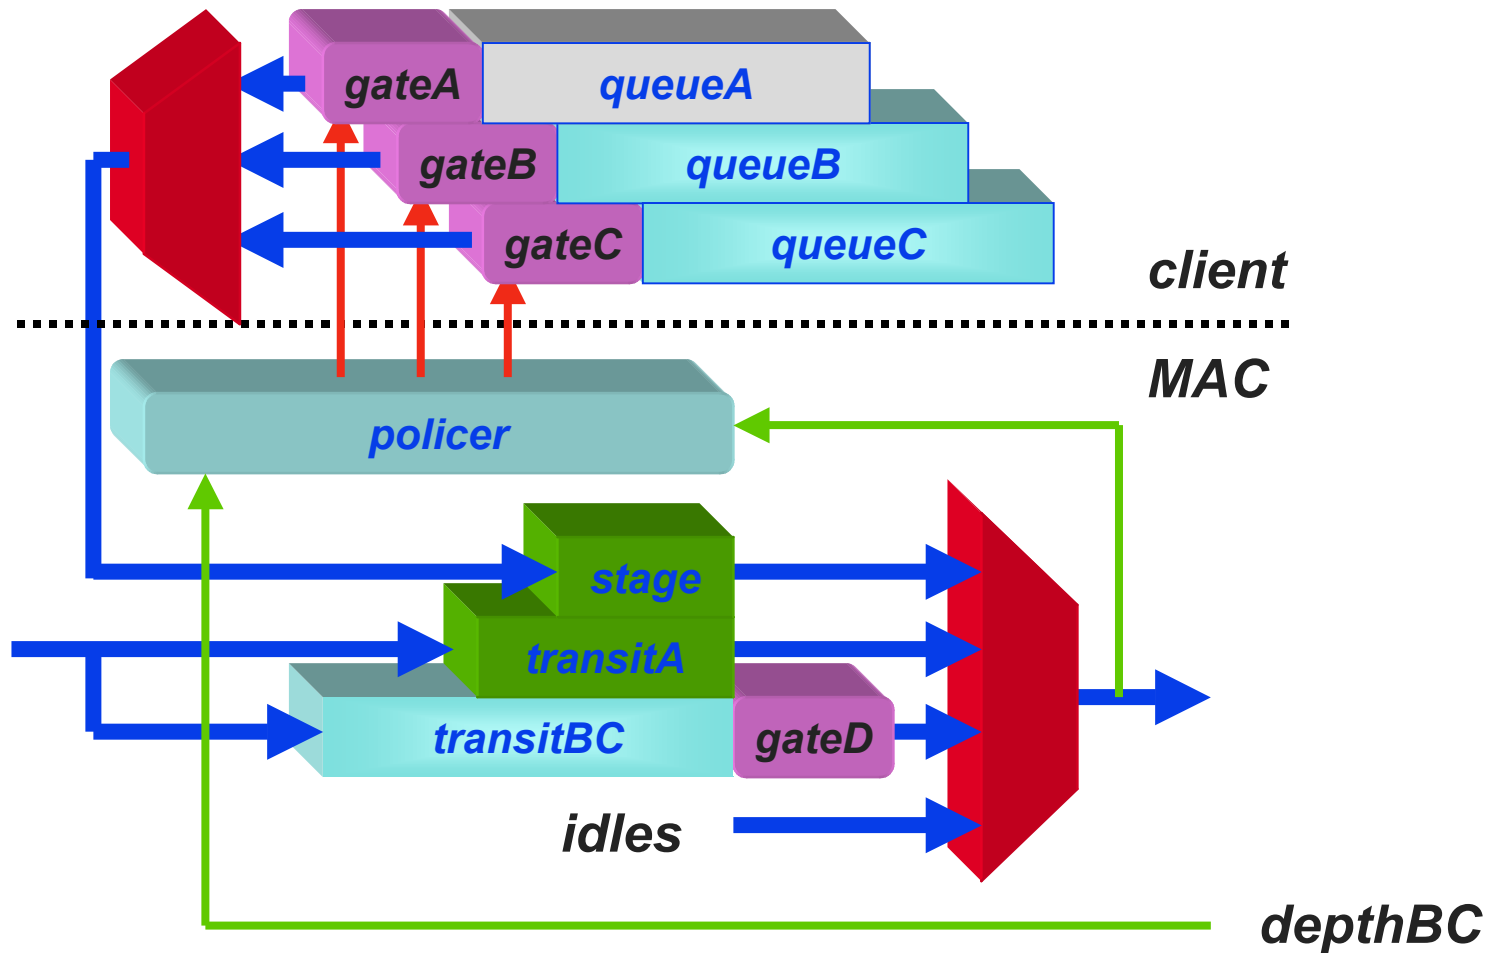 gateA
queueA
gateB
queueB
gateC
queueC
client
MAC
policer
stage
transitA
transitBC
gateD
idles
depthBC